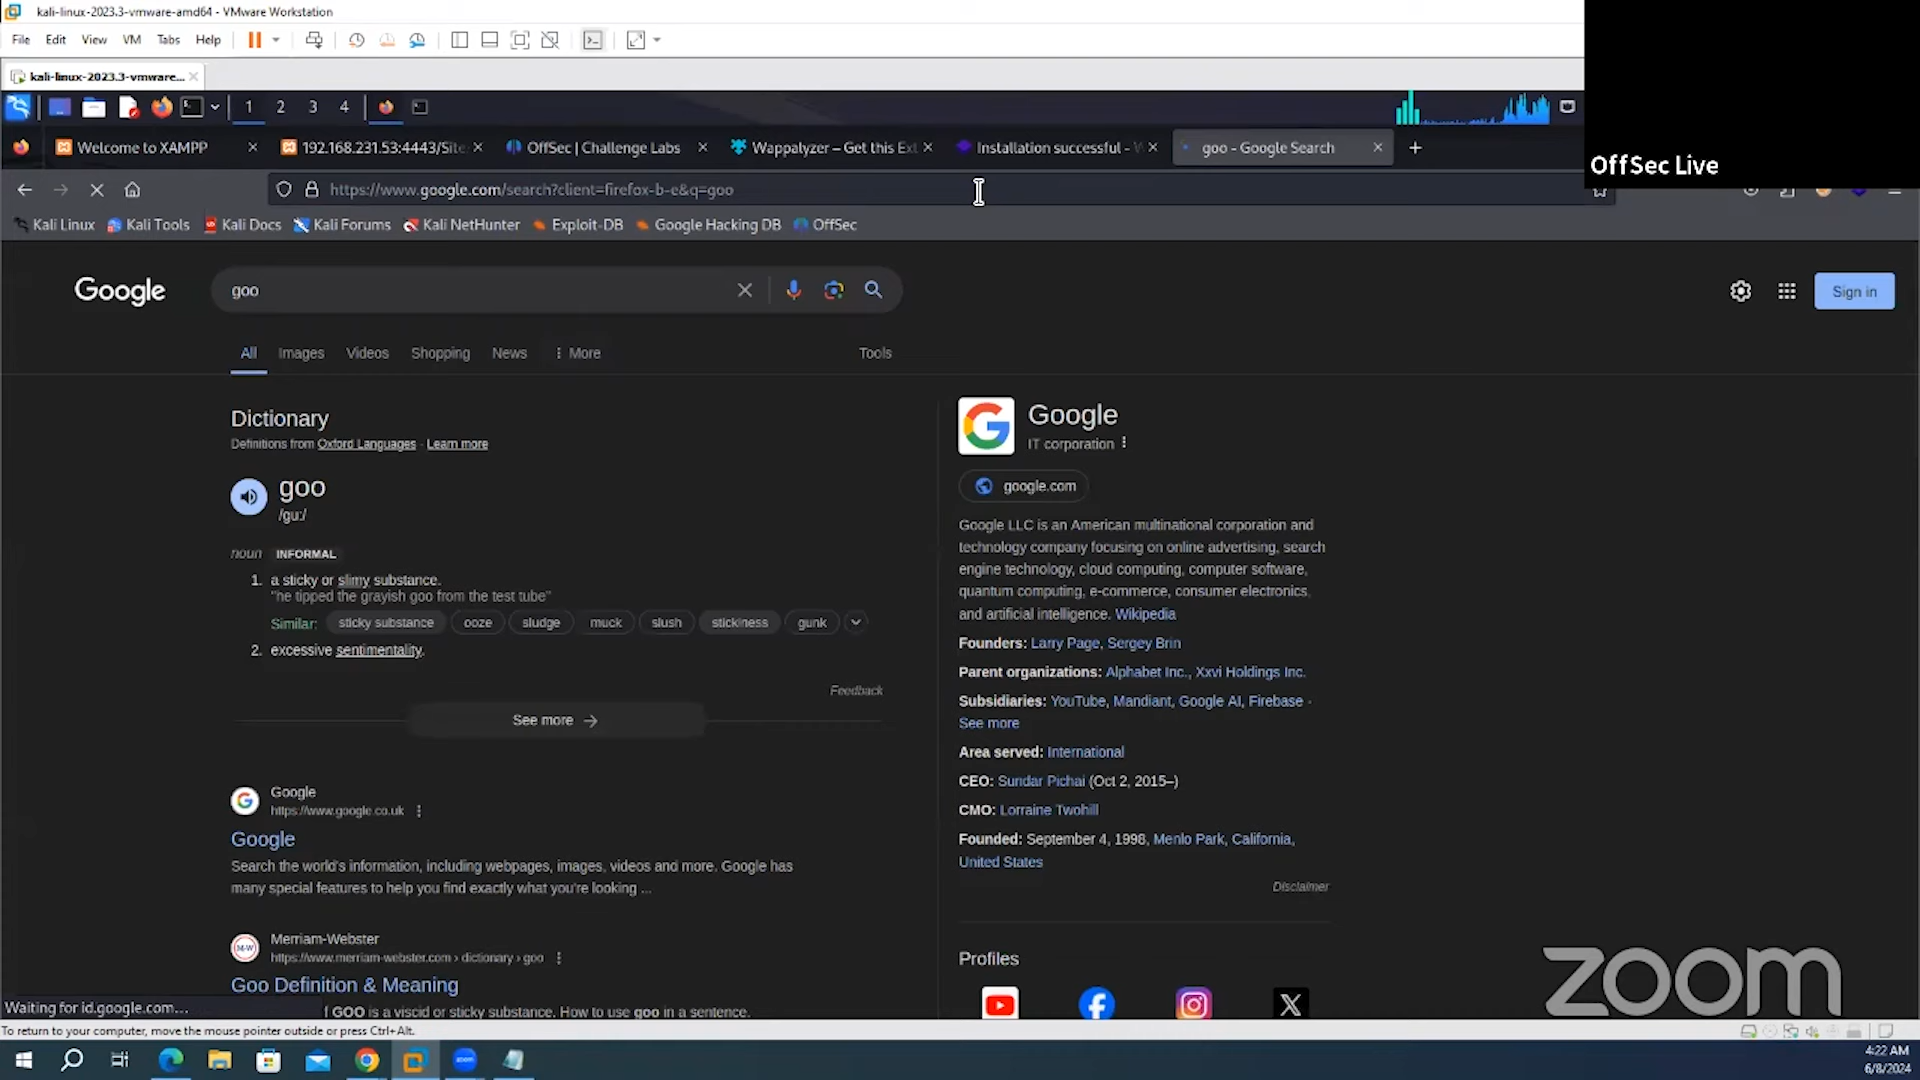 kali-linux-2023.3-vmware-amd64 - VMware Workstation
File Edit View VM Tabs Help
kali-linux-2023.3-vmware...
1 2 3 4
Welcome to XAMPP
192.168.231.53:4443/Site
OffSec | Challenge Labs
Wappalyzer – Get this Ext
Installation successful -
goo - Google Search
OffSec Live
https://www.google.com/search?client=firefox-b-e&q=goo
Kali Linux Kali Tools Kali Docs Kali Forums Kali NetHunter Exploit-DB Google Hacking DB OffSec
Google
goo
Sign in
All Images Videos Shopping News More Tools
Dictionary
Definitions from Oxford Languages · Learn more
goo
/ɡuː/
noun INFORMAL
1. a sticky or slimy substance.
"he tipped the grayish goo from the test tube"
Similar: sticky substance ooze sludge muck slush stickiness gunk
2. excessive sentimentality.
Feedback
See more →
Google
https://www.google.co.uk
Google
Search the world's information, including webpages, images, videos and more. Google has
many special features to help you find exactly what you're looking ...
M-W
Merriam-Webster
https://www.merriam-webster.com › dictionary › goo
Goo Definition & Meaning
f GOO is a viscid or sticky substance. How to use goo in a sentence.
Google
IT corporation
google.com
Google LLC is an American multinational corporation and
technology company focusing on online advertising, search
engine technology, cloud computing, computer software,
quantum computing, e-commerce, consumer electronics,
and artificial intelligence. Wikipedia
Founders: Larry Page, Sergey Brin
Parent organizations: Alphabet Inc., Xxvi Holdings Inc.
Subsidiaries: YouTube, Mandiant, Google AI, Firebase ·
See more
Area served: International
CEO: Sundar Pichai (Oct 2, 2015–)
CMO: Lorraine Twohill
Founded: September 4, 1998, Menlo Park, California,
United States
Disclaimer
Profiles
zoom
Waiting for id.google.com...
To return to your computer, move the mouse pointer outside or press Ctrl+Alt.
zoom
4:22 AM
6/8/2024